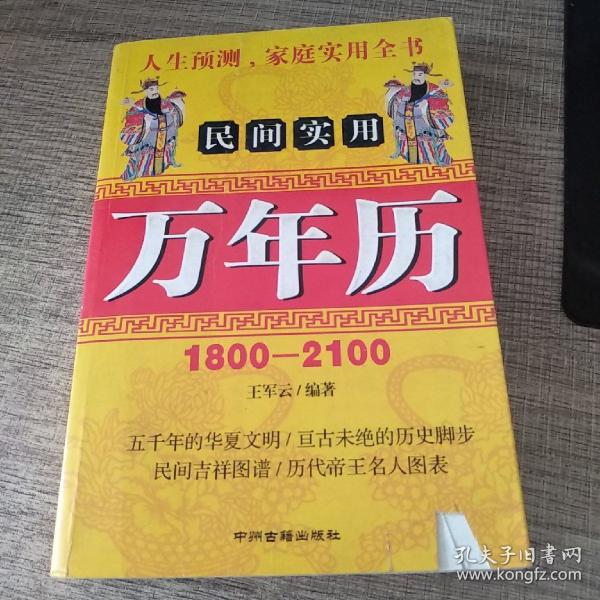 人生预测，家庭实用全书
民间实用
万年历
1800—2100
王军云/编著
五千年的华夏文明/亘古未绝的历史脚步
民间吉祥图谱/历代帝王名人图表
中州古籍出版社
孔夫子旧书网
www.kongfz.com